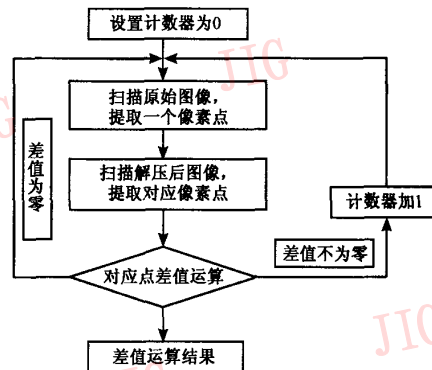 设置计数器为0
JIG
扫描原始图像，
提取一个像素点
差值为零
扫描解压后图像，
提取对应像素点
计数器加1
差值不为零
对应点差值运算
JIG
差值运算结果